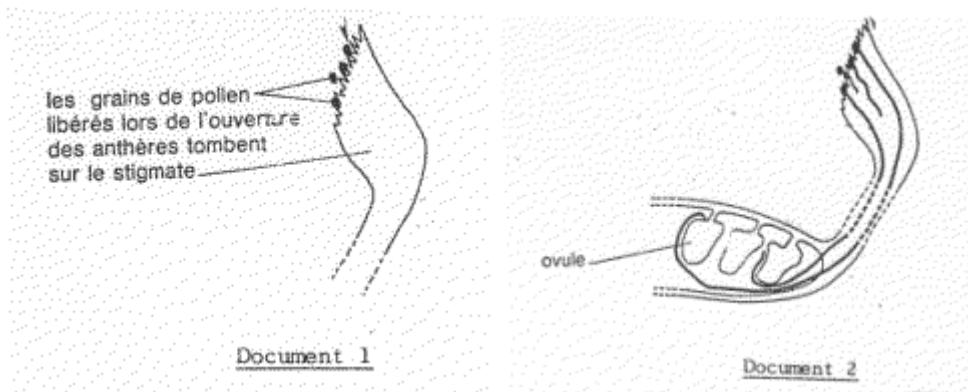 les grains de pollen
libérés lors de l'ouverture
des anthères tombent
sur le stigmate
ovule
Document 1
Document 2